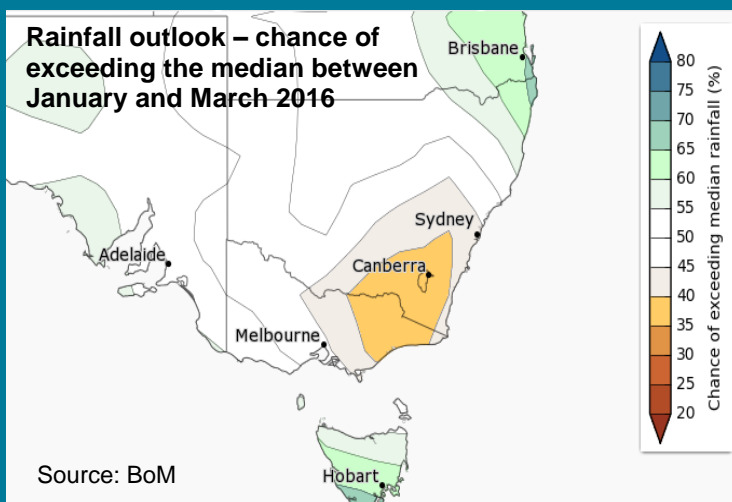 Rainfall outlook – chance of
exceeding the median between
January and March 2016
Brisbane
Sydney
Canberra
Adelaide
Melbourne
Hobart
Source: BoM
80
75
70
65
60
55
50
45
40
35
30
25
20
Chance of exceeding median rainfall (%)